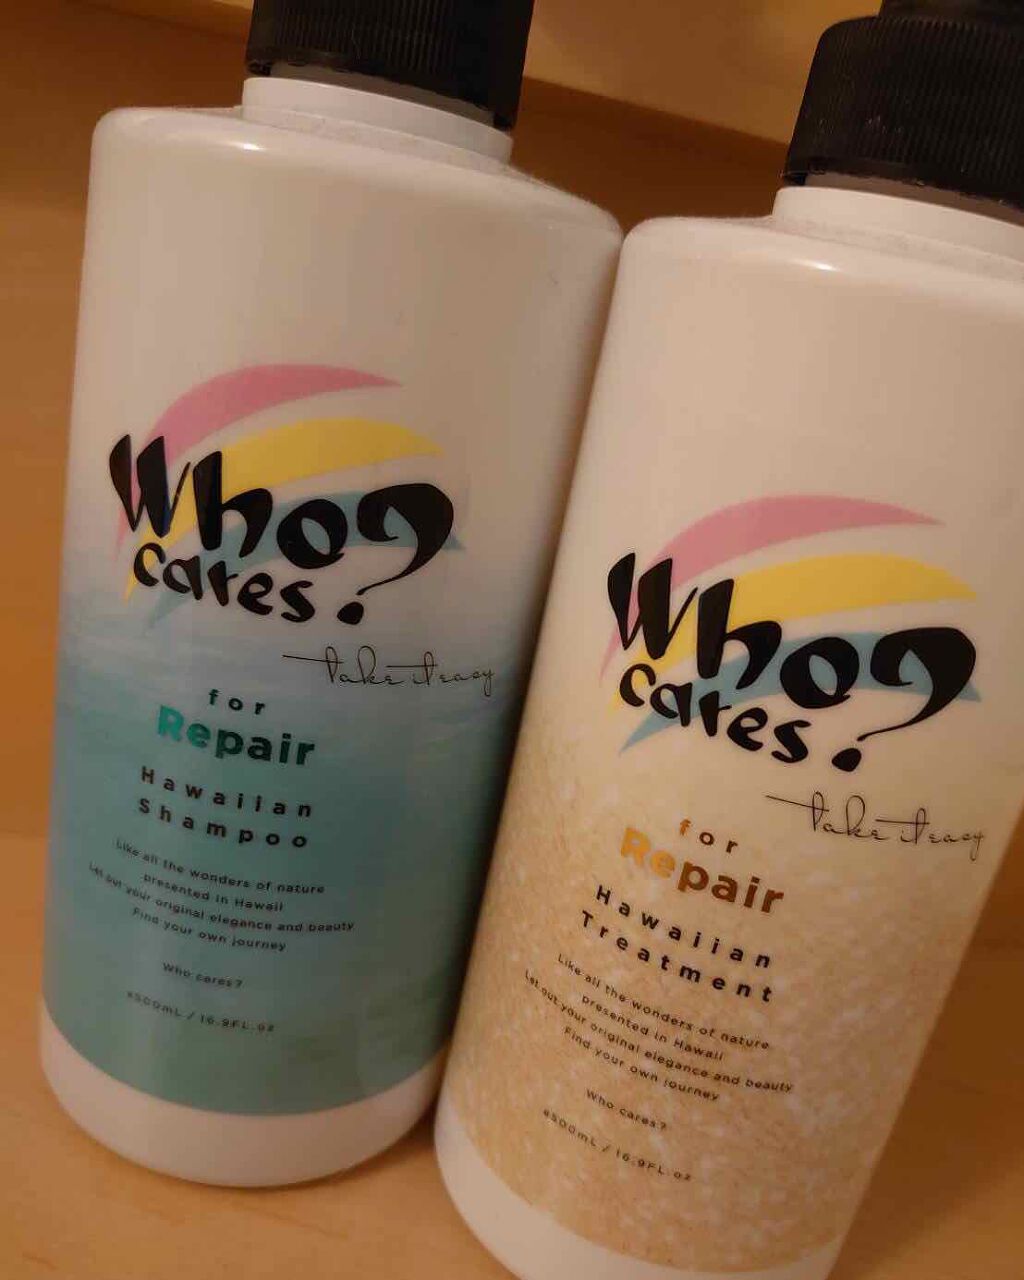 Who?
cares?
take it easy
for
Repair
Hawaiian
Shampoo
Like all the wonders of nature
presented in Hawaii
Let out your original elegance and beauty
Find your own journey
Who cares?
e500mL / 16.9FL.oz
Who?
cares?
take it easy
for
Repair
Hawaiian
Treatment
Like all the wonders of nature
presented in Hawaii
Let out your original elegance and beauty
Find your own journey
Who cares?
e500mL / 16.9FL.oz